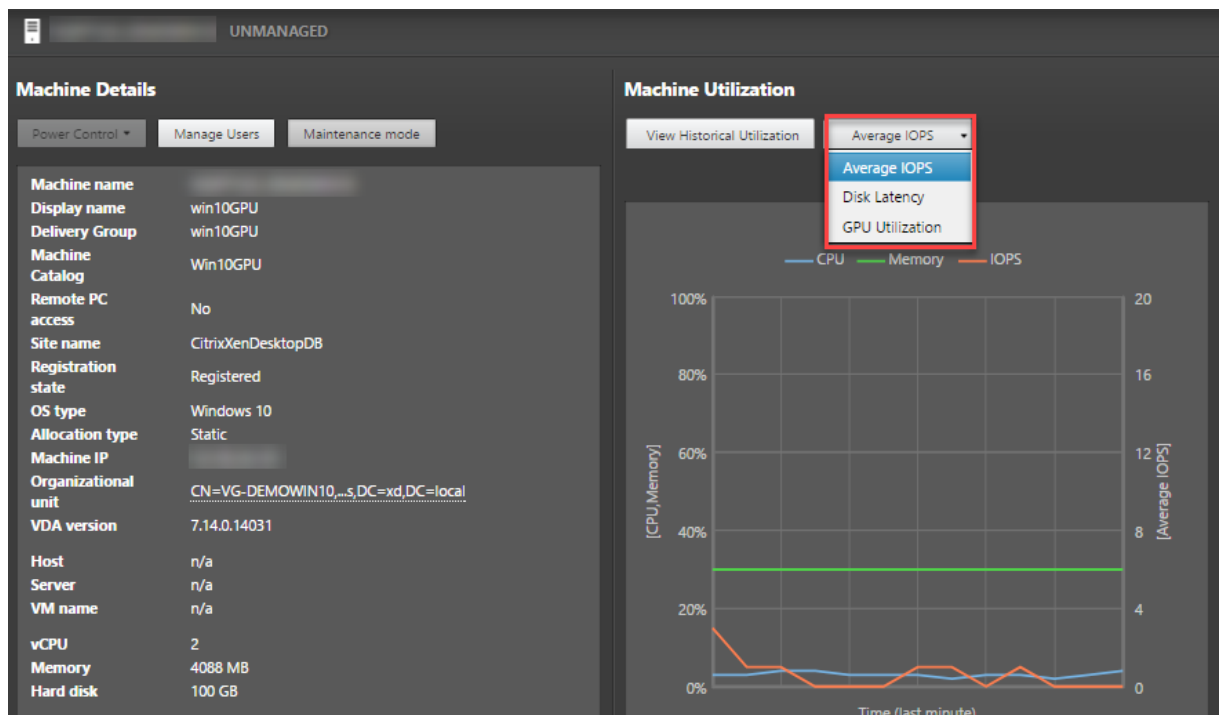 UNMANAGED
Machine Details
Power Control
Manage Users
Maintenance mode
Machine name
Display name win10GPU
Delivery Group win10GPU
Machine Catalog Win10GPU
Remote PC access No
Site name CitrixXenDesktopDB
Registration state Registered
OS type Windows 10
Allocation type Static
Machine IP
Organizational unit CN=VG-DEMOWIN10,...s,DC=xd,DC=local
VDA version 7.14.0.14031
Host n/a
Server n/a
VM name n/a
vCPU 2
Memory 4088 MB
Hard disk 100 GB
Machine Utilization
View Historical Utilization
Average IOPS
Average IOPS
Disk Latency
GPU Utilization
CPU Memory IOPS
100% 20
80% 16
60% 12
40% 8
20% 4
0% 0
[CPU,Memory]
[Average IOPS]
Time (last minute)